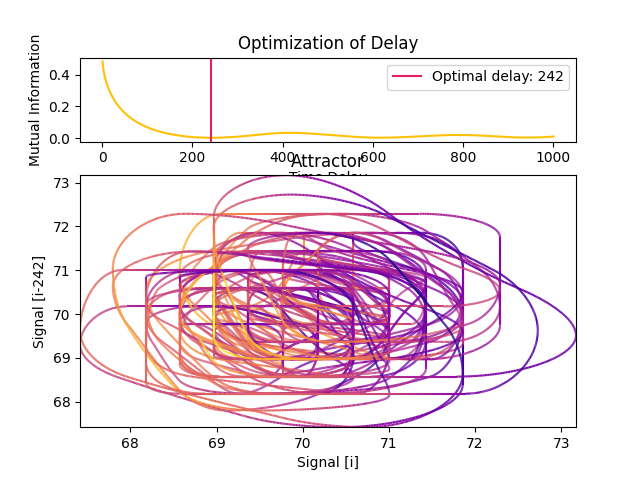 Optimization of Delay
Mutual Information
0.4
0.2
0.0
Optimal delay: 242
0 200 400 600 800 1000
Time Delay
Attractor
Signal [i-242]
73
72
71
70
69
68
68 69 70 71 72 73
Signal [i]